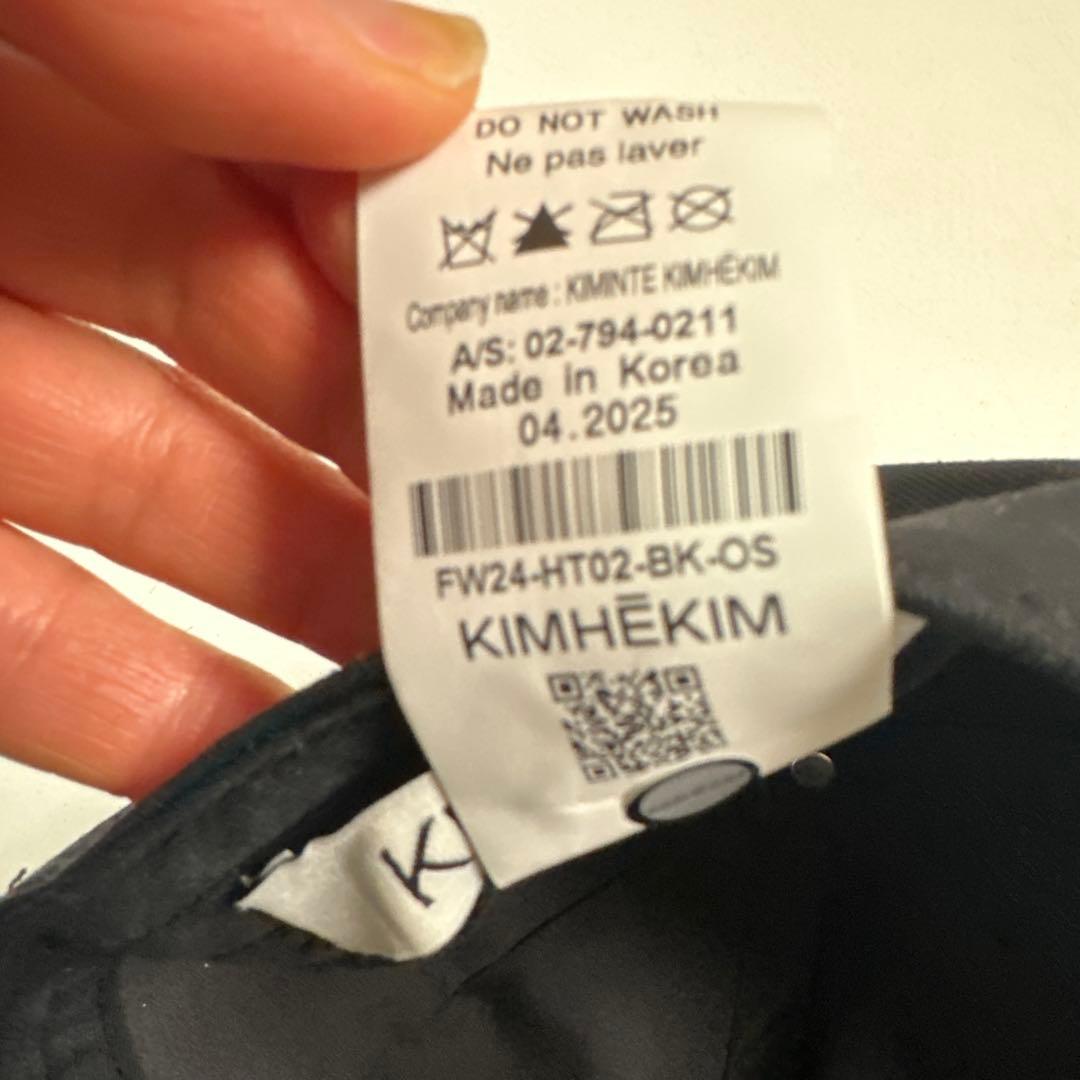 DO NOT WASH
Ne pas laver
Company name : KIMINTE KIMHĒKIM
A/S: 02-794-0211
Made in Korea
04.2025
FW24-HT02-BK-OS
KIMHĒKIM
K